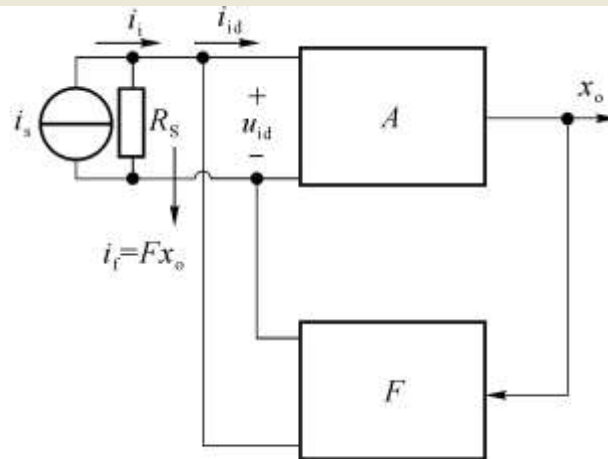 i_i
i_id
i_s
R_S
+
u_id
−
A
x_o
i_f=Fx_o
F